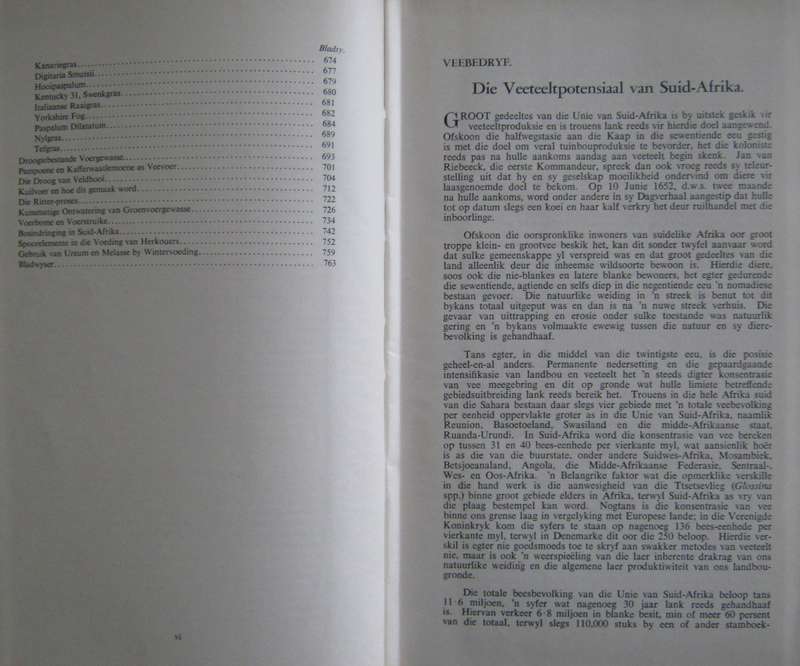 Bladsy.
Kanariegras 674
Digitaria Smutsii 677
Hooipaspalum 679
Kentucky 31, Swenkgras 680
Italiaanse Raaigras 681
Yorkshire Fog 682
Paspalum Dilatatum 684
Nylgras 689
Tefgras 691
Droogtebestande Voergewasse 693
Pampoene en Kafferwaatlemoene as Veevoer 701
Die Droog van Veldhooi 704
Kuilvoer en hoe dit gemaak word 712
Die Ritter-proses 722
Kunsmatige Ontwatering van Groenvoergewasse 726
Voerbome en Voerstruike 734
Bosindringing in Suid-Afrika 742
Spoorelemente in die Voeding van Herkouers 752
Gebruik van Ureum en Melasse by Wintervoeding 759
Bladwyser 763
vi
VEEBEDRYF.
Die Veeteeltpotensiaal van Suid-Afrika.
GROOT gedeeltes van die Unie van Suid-Afrika is by uitstek geskik vir
veeteeltproduksie en is trouens lank reeds vir hierdie doel aangewend.
Ofskoon die halfwegstasie aan die Kaap in die sewentiende eeu gestig
is met die doel om veral tuinbouproduksie te bevorder, het die koloniste
reeds pas na hulle aankoms aandag aan veeteelt begin skenk. Jan van
Riebeeck, die eerste Kommandeur, spreek dan ook vroeg reeds sy teleur-
stelling uit dat hy en sy geselskap moeilikheid ondervind om diere vir
laasgenoemde doel te bekom. Op 10 Junie 1652, d.w.s. twee maande
na hulle aankoms, word onder andere in sy Dagverhaal aangestip dat hulle
tot op datum slegs een koei en haar kalf verkry het deur ruilhandel met die
inboorlinge.
Ofskoon die oorspronklike inwoners van suidelike Afrika oor groot
troppe klein- en grootvee beskik het, kan dit sonder twyfel aanvaar word
dat sulke gemeenskappe yl versprei was en dat groot gedeeltes van die
land alleenlik deur die inheemse wildsoorte bewoon is. Hierdie diere,
soos ook die nie-blankes en latere blanke bewoners, het egter gedurende
die sewentiende, agtiende en selfs diep in die negentiende eeu 'n nomadiese
bestaan gevoer. Die natuurlike weiding in 'n streek is benut tot dit
bykans totaal uitgeput was en dan is na 'n nuwe streek verhuis. Die
gevaar van uittrapping en erosie onder sulke toestande was natuurlik
gering en 'n bykans volmaakte ewewig tussen die natuur en sy diere-
bevolking is gehandhaaf.
Tans egter, in die middel van die twintigste eeu, is die posisie
geheel-en-al anders. Permanente nedersetting en die gepaardgaande
intensifikasie van landbou en veeteelt het 'n steeds digter konsentrasie
van vee meegebring en dit op gronde wat hulle limiete betreffende
gebiedsuitbreiding lank reeds bereik het. Trouens in die hele Afrika suid
van die Sahara bestaan daar slegs vier gebiede met 'n totale veebevolking
per eenheid oppervlakte groter as in die Unie van Suid-Afrika, naamlik
Reunion, Basoetoeland, Swasiland en die midde-Afrikaanse staat,
Ruanda-Urundi. In Suid-Afrika word die konsentrasie van vee bereken
op tussen 31 en 40 bees-eenhede per vierkante myl, wat aansienlik hoër
is as die van die buurstate, onder andere Suidwes-Afrika, Mosambiek,
Betsjoeanaland, Angola, die Midde-Afrikaanse Federasie, Sentraal-,
Wes- en Oos-Afrika. 'n Belangrike faktor wat die opmerklike verskille
in die hand werk is die aanwesigheid van die Ttsetsevlieg (Glossina
spp.) binne groot gebiede elders in Afrika, terwyl Suid-Afrika as vry van
die plaag bestempel kan word. Nogtans is die konsentrasie van vee
binne ons grense laag in vergelyking met Europese lande; in die Verenigde
Koninkryk kom die syfers te staan op nagenoeg 136 bees-eenhede per
vierkante myl, terwyl in Denemarke dit oor die 250 beloop. Hierdie ver-
skil is egter nie goedsmoeds toe te skryf aan swakker metodes van veeteelt
nie, maar is ook 'n weerspieëling van die laer inherente drakrag van ons
natuurlike weiding en die algemene laer produktiwiteit van ons landbou-
gronde.
Die totale beesbevolking van die Unie van Suid-Afrika beloop tans
11·6 miljoen, 'n syfer wat nagenoeg 30 jaar lank reeds gehandhaaf
is. Hiervan verkeer 6·8 miljoen in blanke besit, min of meer 60 persent
van die totaal, terwyl slegs 110,000 stuks by een of ander stamboek-